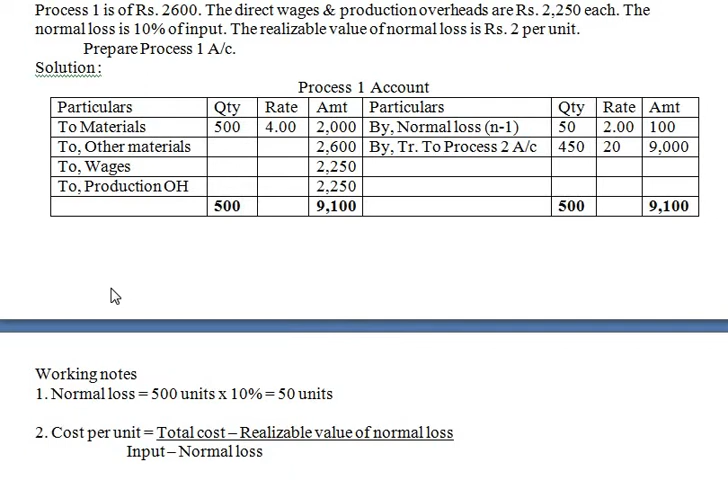 Process 1 is of Rs. 2600. The direct wages & production overheads are Rs. 2,250 each. The
normal loss is 10% of input. The realizable value of normal loss is Rs. 2 per unit.
Prepare Process 1 A/c.
Solution:
Process 1 Account
Particulars Qty Rate Amt Particulars Qty Rate Amt
To Materials 500 4.00 2,000 By, Normal loss (n-1) 50 2.00 100
To, Other materials 2,600 By, Tr. To Process 2 A/c 450 20 9,000
To, Wages 2,250
To, Production OH 2,250
500 9,100 500 9,100
Working notes
1. Normal loss = 500 units x 10% = 50 units
2. Cost per unit = Total cost – Realizable value of normal loss
Input – Normal loss